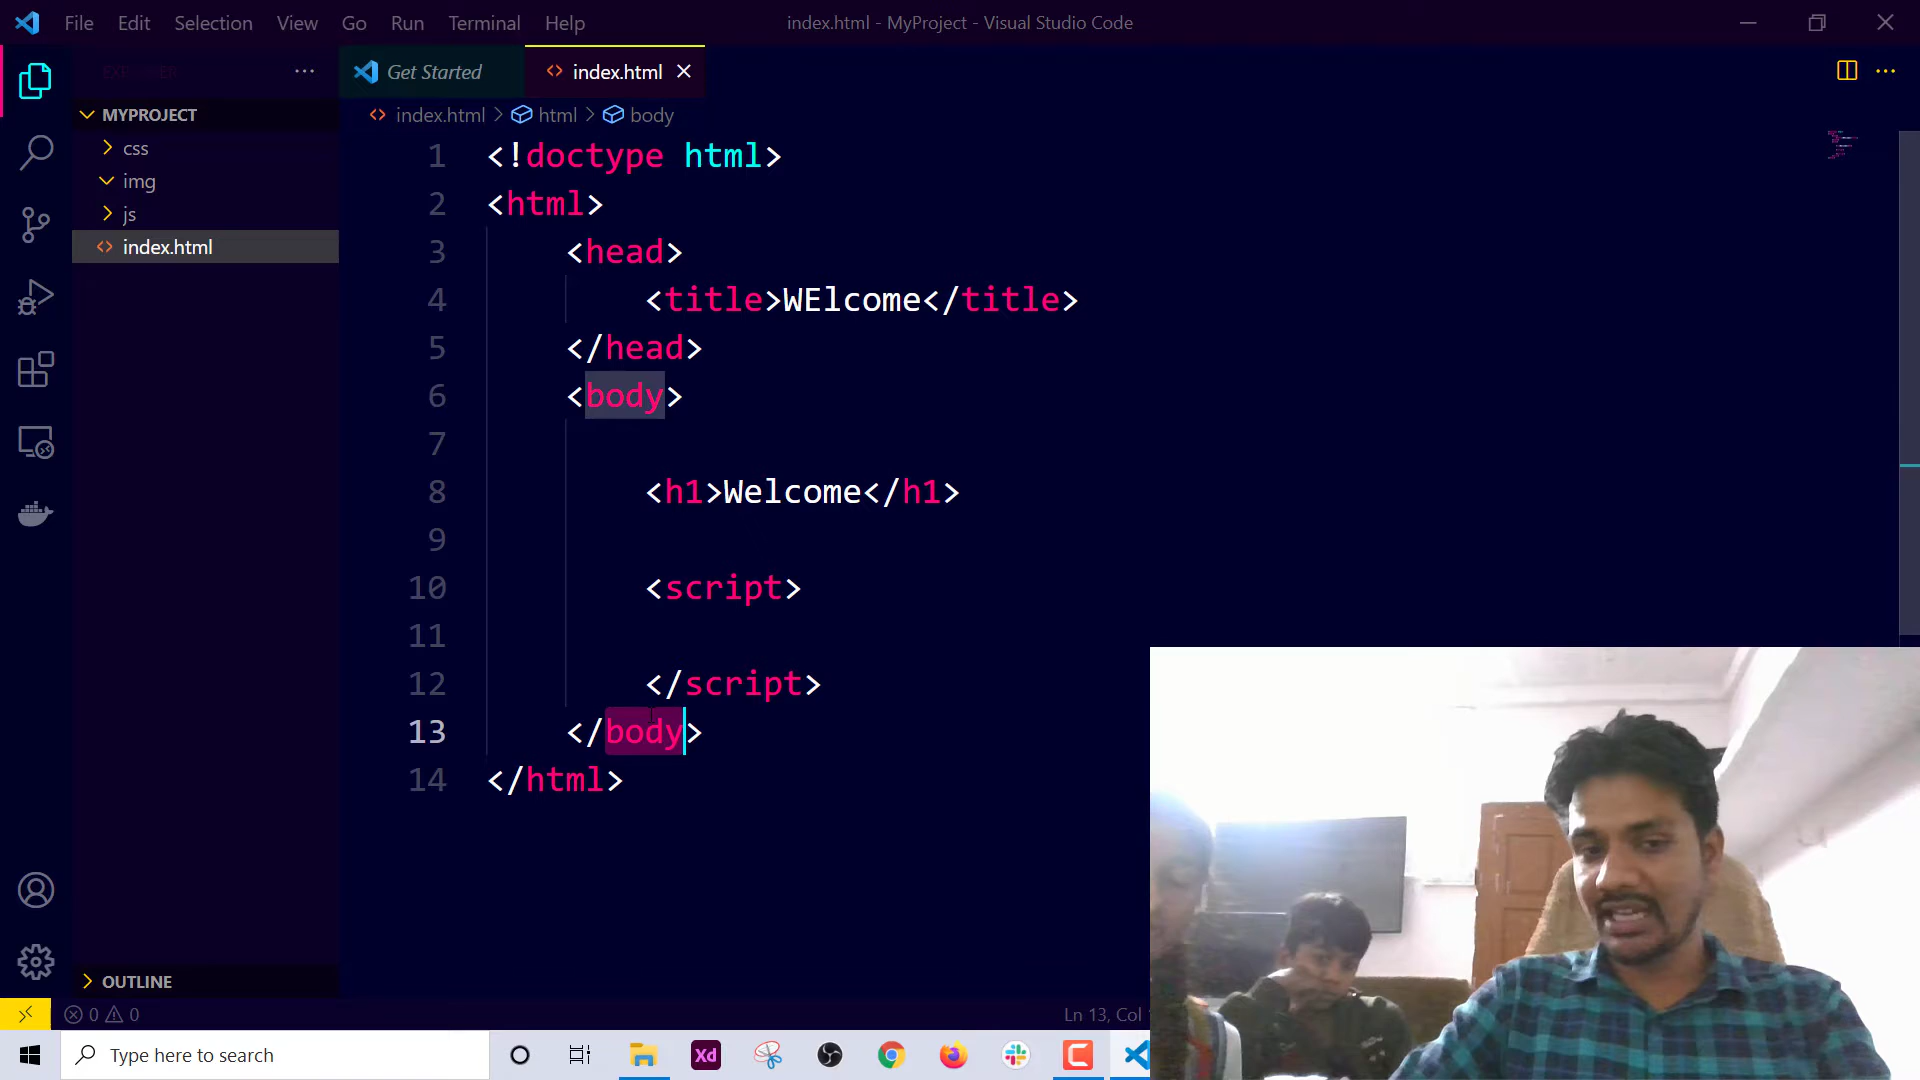 File Edit Selection View Go Run Terminal Help
index.html - MyProject - Visual Studio Code
EXPLORER
Get Started
index.html
index.html > html > body
MYPROJECT
css
img
js
index.html
1 <!doctype html>
2 <html>
3 <head>
4 <title>WElcome</title>
5 </head>
6 <body>
7
8 <h1>Welcome</h1>
9
10 <script>
11
12 </script>
13 </body>
14 </html>
OUTLINE
0 0
Ln 13, Col
Type here to search
Xd